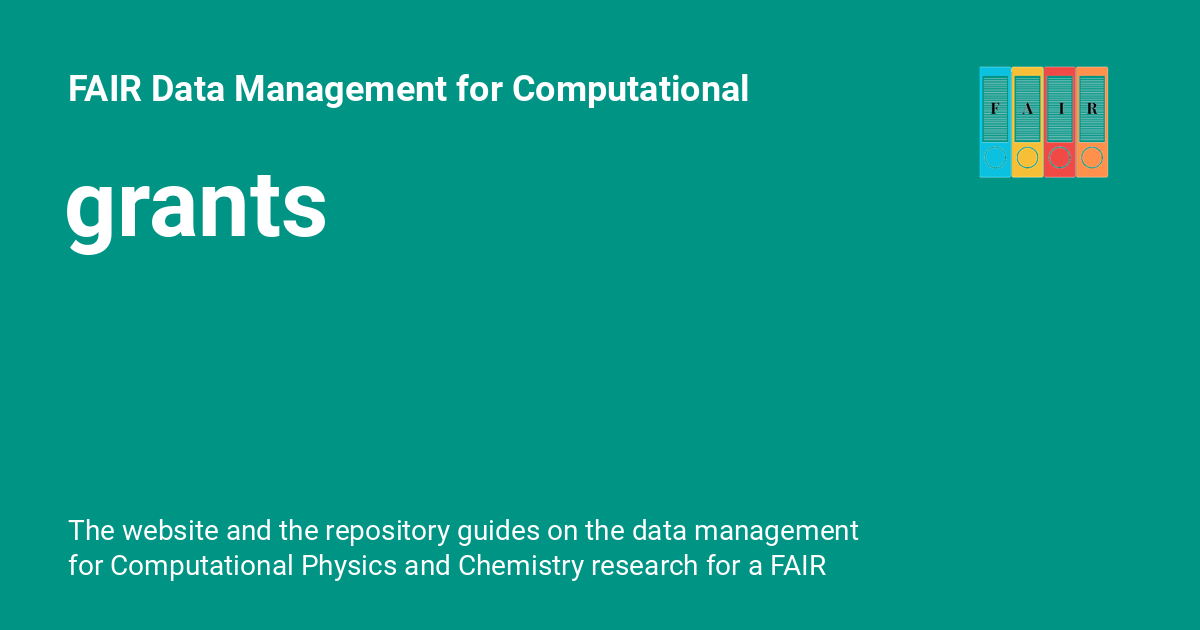 FAIR Data Management for Computational
F A I R
grants
The website and the repository guides on the data management
for Computational Physics and Chemistry research for a FAIR